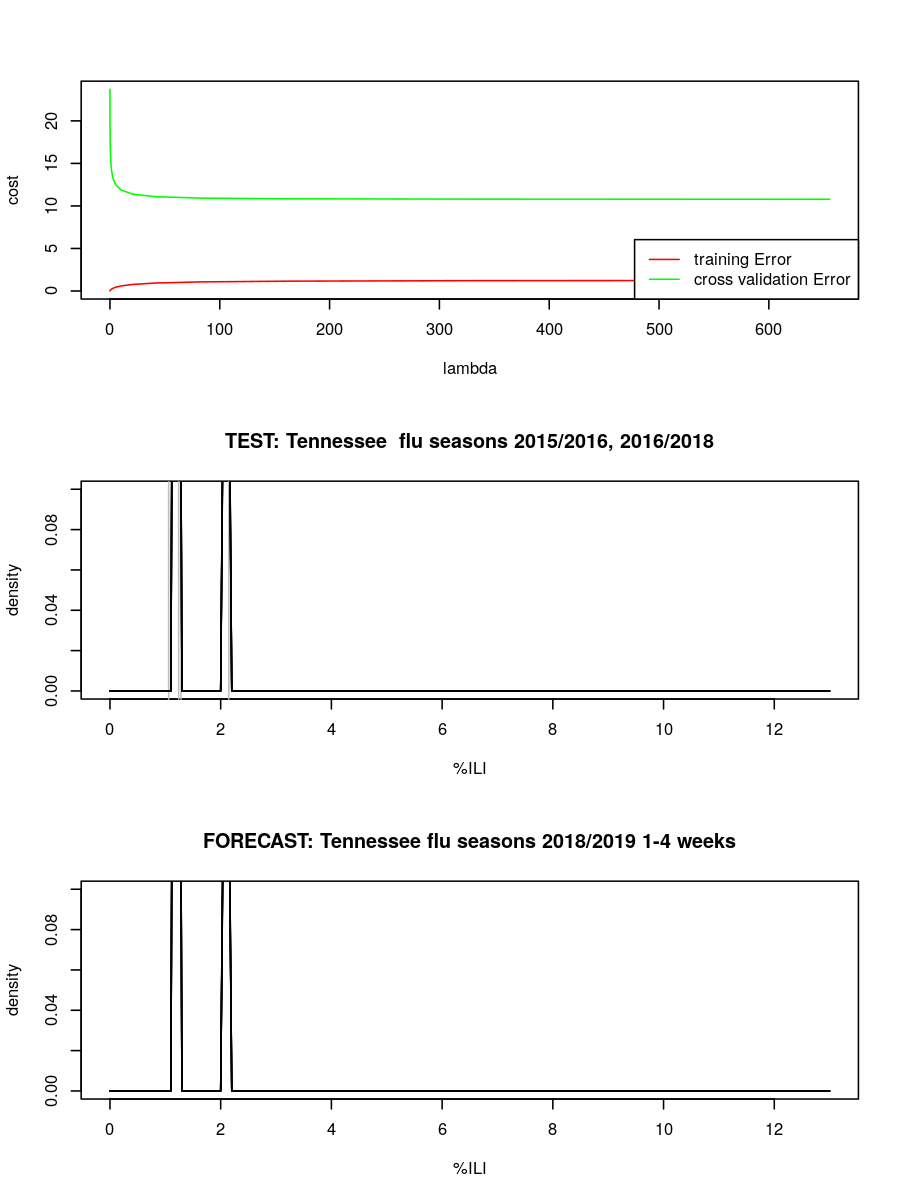 cost
0
5
10
15
20
training Error
cross validation Error
0 100 200 300 400 500 600
lambda
TEST: Tennessee  flu seasons 2015/2016, 2016/2018
density
0.00
0.04
0.08
0 2 4 6 8 10 12
%ILI
FORECAST: Tennessee flu seasons 2018/2019 1-4 weeks
density
0.00
0.04
0.08
0 2 4 6 8 10 12
%ILI